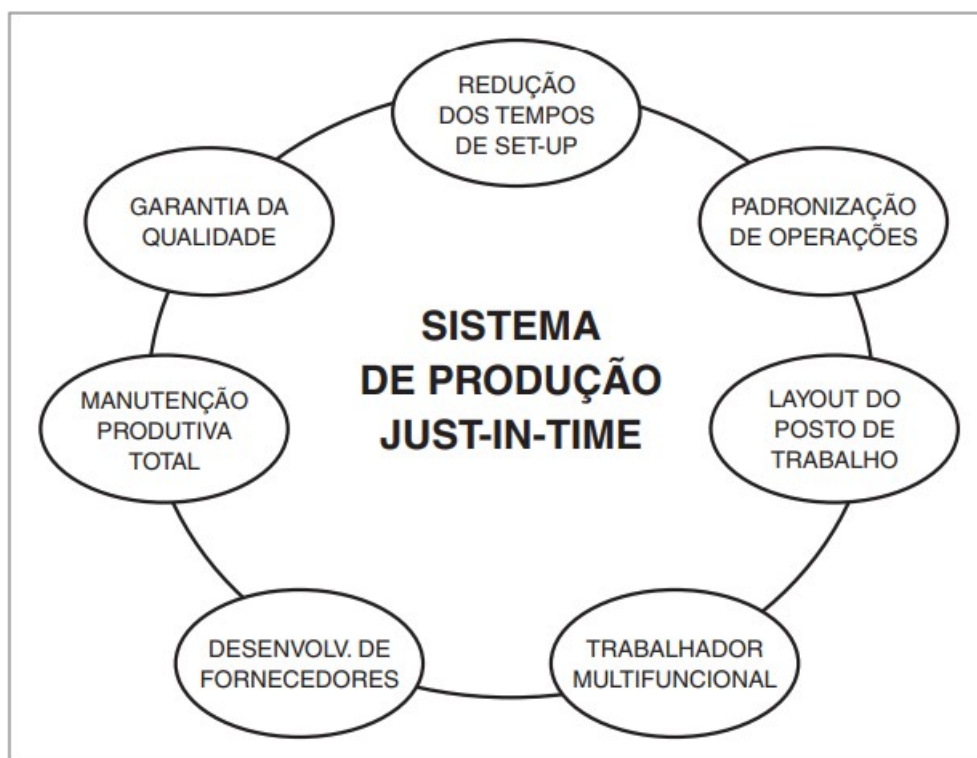 REDUÇÃO
DOS TEMPOS
DE SET-UP
GARANTIA DA
QUALIDADE
PADRONIZAÇÃO
DE OPERAÇÕES
SISTEMA
DE PRODUÇÃO
JUST-IN-TIME
MANUTENÇÃO
PRODUTIVA
TOTAL
LAYOUT DO
POSTO DE
TRABALHO
DESENVOLV. DE
FORNECEDORES
TRABALHADOR
MULTIFUNCIONAL